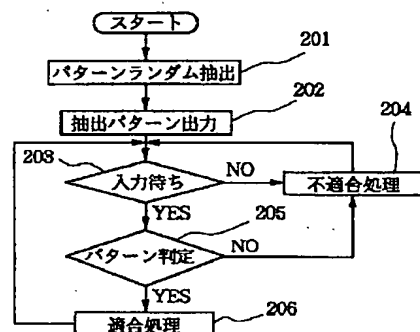 スタート
201
パターンランダム抽出
202
抽出パターン出力
203
204
入力待ち
NO
不適合処理
YES
205
パターン判定
NO
YES
206
適合処理